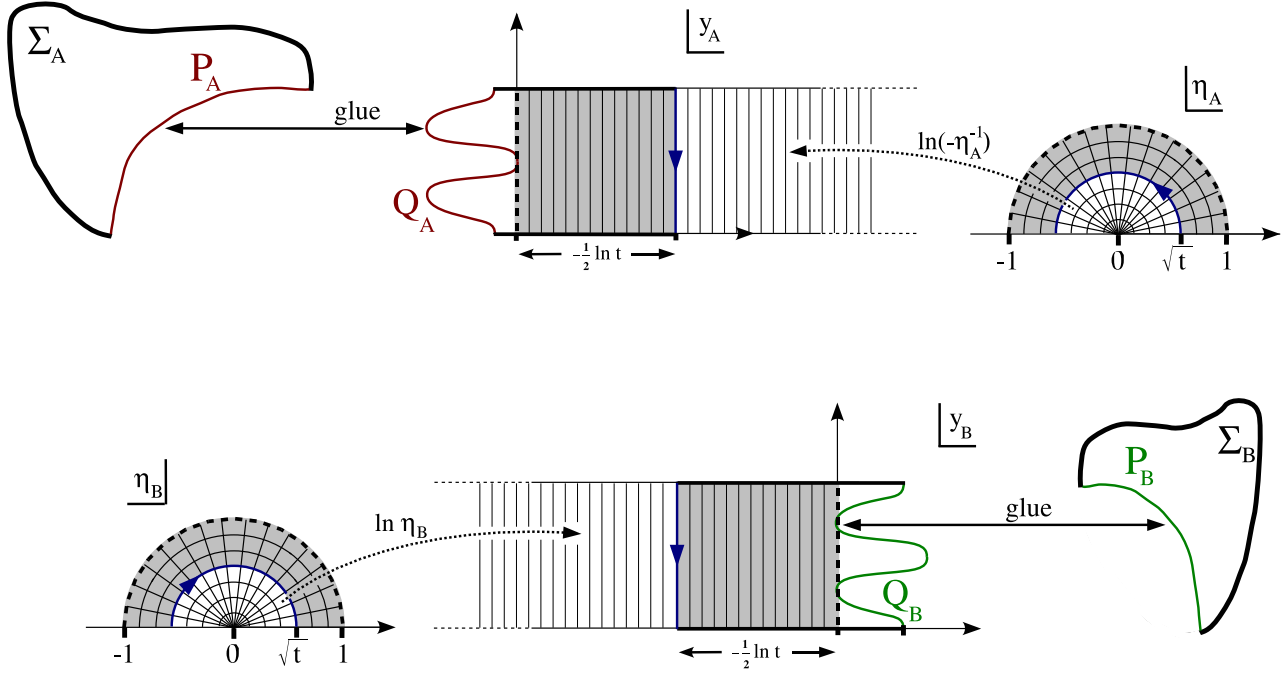 Σ_A
P_A
glue
Q_A
y_A
-½ ln t
ln(-η_A^{-1})
η_A
-1 0 √t 1
η_B
ln η_B
-1 0 √t 1
y_B
-½ ln t
Q_B
glue
P_B
Σ_B